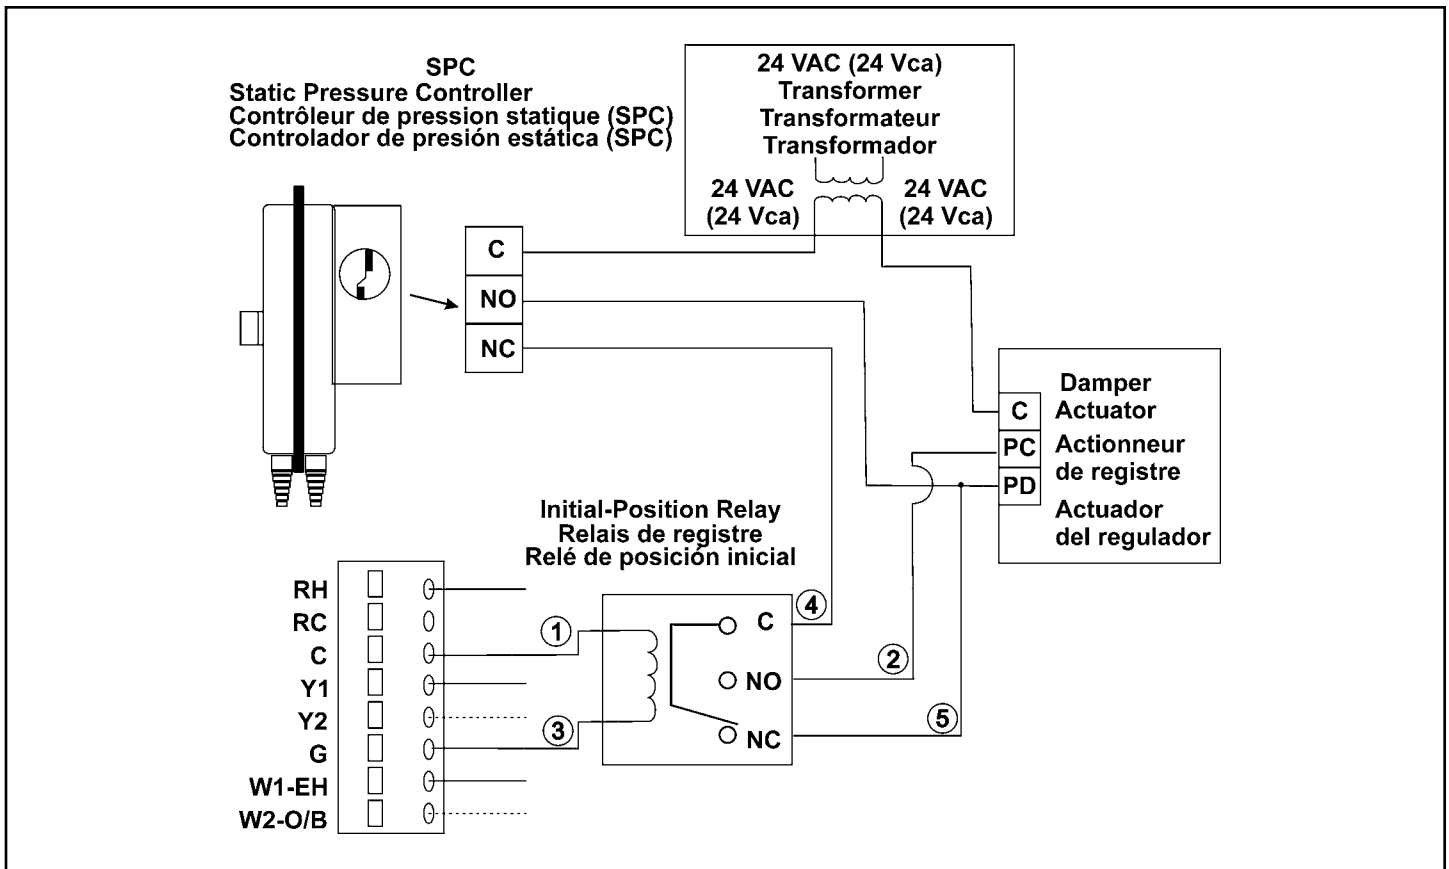 SPC
Static Pressure Controller
Contrôleur de pression statique (SPC)
Controlador de presión estática (SPC)
24 VAC (24 Vca)
Transformer
Transformateur
Transformador
24 VAC
(24 Vca)
24 VAC
(24 Vca)
C
NO
NC
Damper
Actuator
Actionneur
de registre
Actuador
del regulador
C
PC
PD
Initial-Position Relay
Relais de registre
Relé de posición inicial
RH
RC
C
Y1
Y2
G
W1-EH
W2-O/B
1
3
C
NO
NC
4
2
5